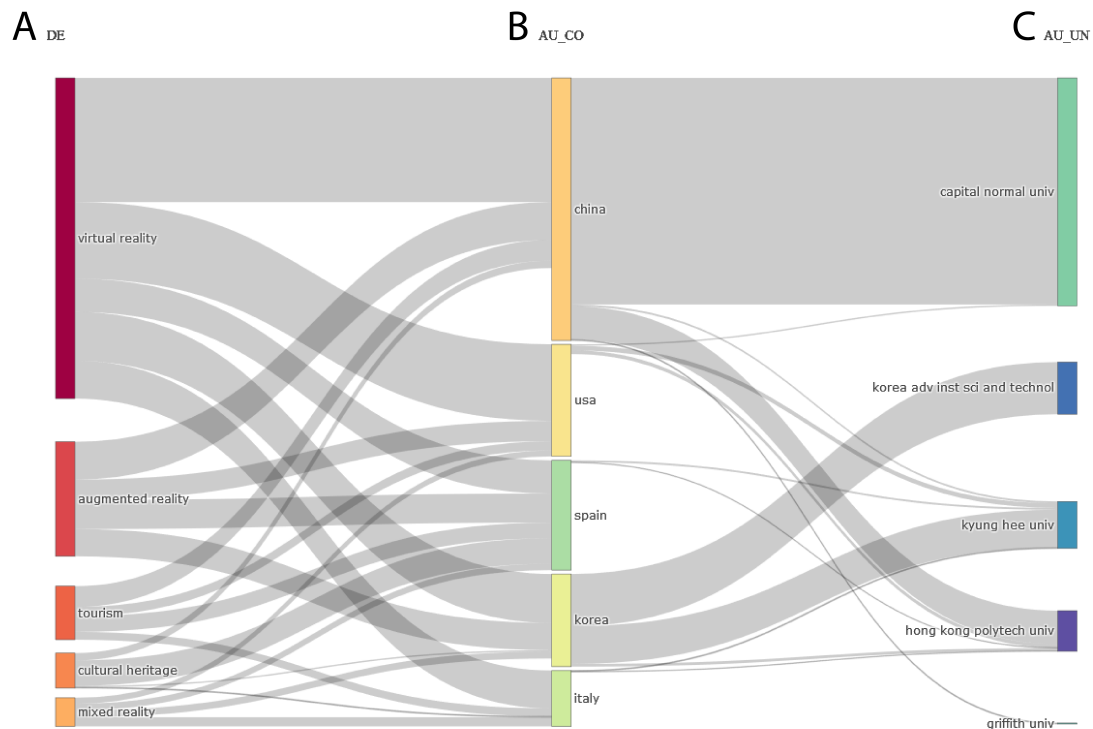 A DE B AU_CO C AU_UN
virtual reality
augmented reality
tourism
cultural heritage
mixed reality
china
usa
spain
korea
italy
capital normal univ
korea adv inst sci and technol
kyung hee univ
hong kong polytech univ
griffith univ